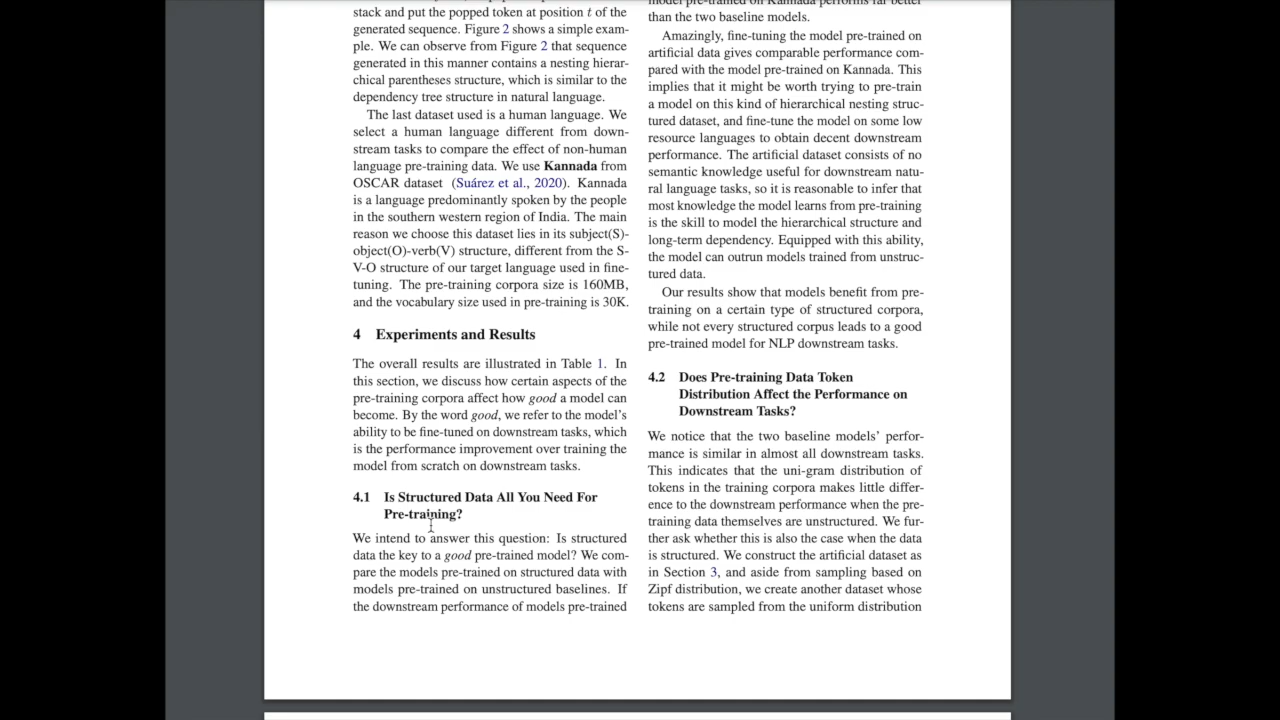 stack and put the popped token at position t of the
generated sequence. Figure 2 shows a simple exam-
ple. We can observe from Figure 2 that sequence
generated in this manner contains a nesting hierar-
chical parentheses structure, which is similar to the
dependency tree structure in natural language.
The last dataset used is a human language. We
select a human language different from down-
stream tasks to compare the effect of non-human
language pre-training data. We use Kannada from
OSCAR dataset (Suárez et al., 2020). Kannada
is a language predominantly spoken by the people
in the southern western region of India. The main
reason we choose this dataset lies in its subject(S)-
object(O)-verb(V) structure, different from the S-
V-O structure of our target language used in fine-
tuning. The pre-training corpora size is 160MB,
and the vocabulary size used in pre-training is 30K.
4 Experiments and Results
The overall results are illustrated in Table 1. In
this section, we discuss how certain aspects of the
pre-training corpora affect how good a model can
become. By the word good, we refer to the model's
ability to be fine-tuned on downstream tasks, which
is the performance improvement over training the
model from scratch on downstream tasks.
4.1 Is Structured Data All You Need For
Pre-training?
We intend to answer this question: Is structured
data the key to a good pre-trained model? We com-
pare the models pre-trained on structured data with
models pre-trained on unstructured baselines. If
the downstream performance of models pre-trained
model pre-trained on Kannada performs far better
than the two baseline models.
Amazingly, fine-tuning the model pre-trained on
artificial data gives comparable performance com-
pared with the model pre-trained on Kannada. This
implies that it might be worth trying to pre-train
a model on this kind of hierarchical nesting struc-
tured dataset, and fine-tune the model on some low
resource languages to obtain decent downstream
performance. The artificial dataset consists of no
semantic knowledge useful for downstream natu-
ral language tasks, so it is reasonable to infer that
most knowledge the model learns from pre-training
is the skill to model the hierarchical structure and
long-term dependency. Equipped with this ability,
the model can outrun models trained from unstruc-
tured data.
Our results show that models benefit from pre-
training on a certain type of structured corpora,
while not every structured corpus leads to a good
pre-trained model for NLP downstream tasks.
4.2 Does Pre-training Data Token
Distribution Affect the Performance on
Downstream Tasks?
We notice that the two baseline models' perfor-
mance is similar in almost all downstream tasks.
This indicates that the uni-gram distribution of
tokens in the training corpora makes little differ-
ence to the downstream performance when the pre-
training data themselves are unstructured. We fur-
ther ask whether this is also the case when the data
is structured. We construct the artificial dataset as
in Section 3, and aside from sampling based on
Zipf distribution, we create another dataset whose
tokens are sampled from the uniform distribution